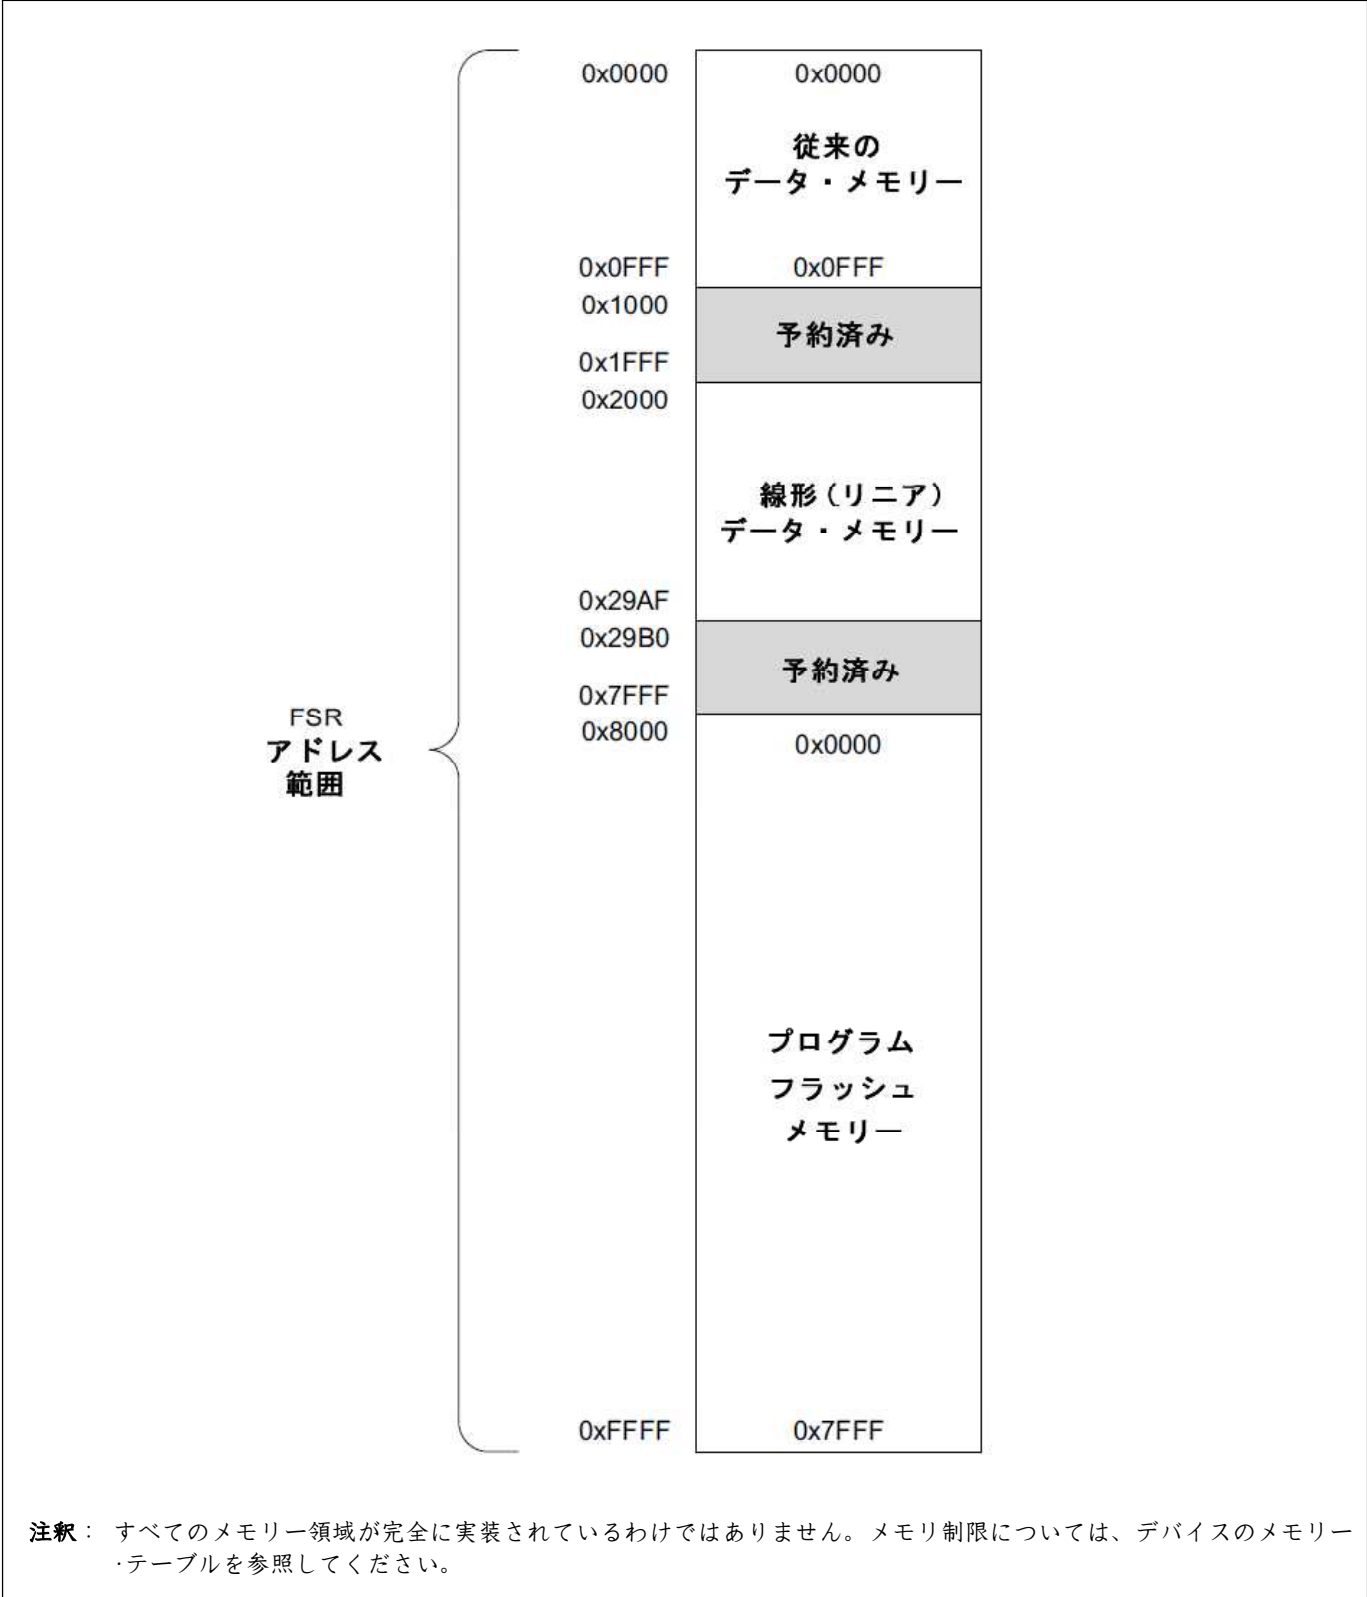 0x0000 0x0000
従来の
データ・メモリー
0x0FFF 0x0FFF
0x1000
予約済み
0x1FFF
0x2000
線形(リニア)
データ・メモリー
0x29AF
0x29B0
予約済み
0x7FFF
0x8000 0x0000
FSR
アドレス
範囲
プログラム
フラッシュ
メモリー
0xFFFF 0x7FFF
注釈: すべてのメモリー領域が完全に実装されているわけではありません。メモリ制限については、デバイスのメモリー
・テーブルを参照してください。